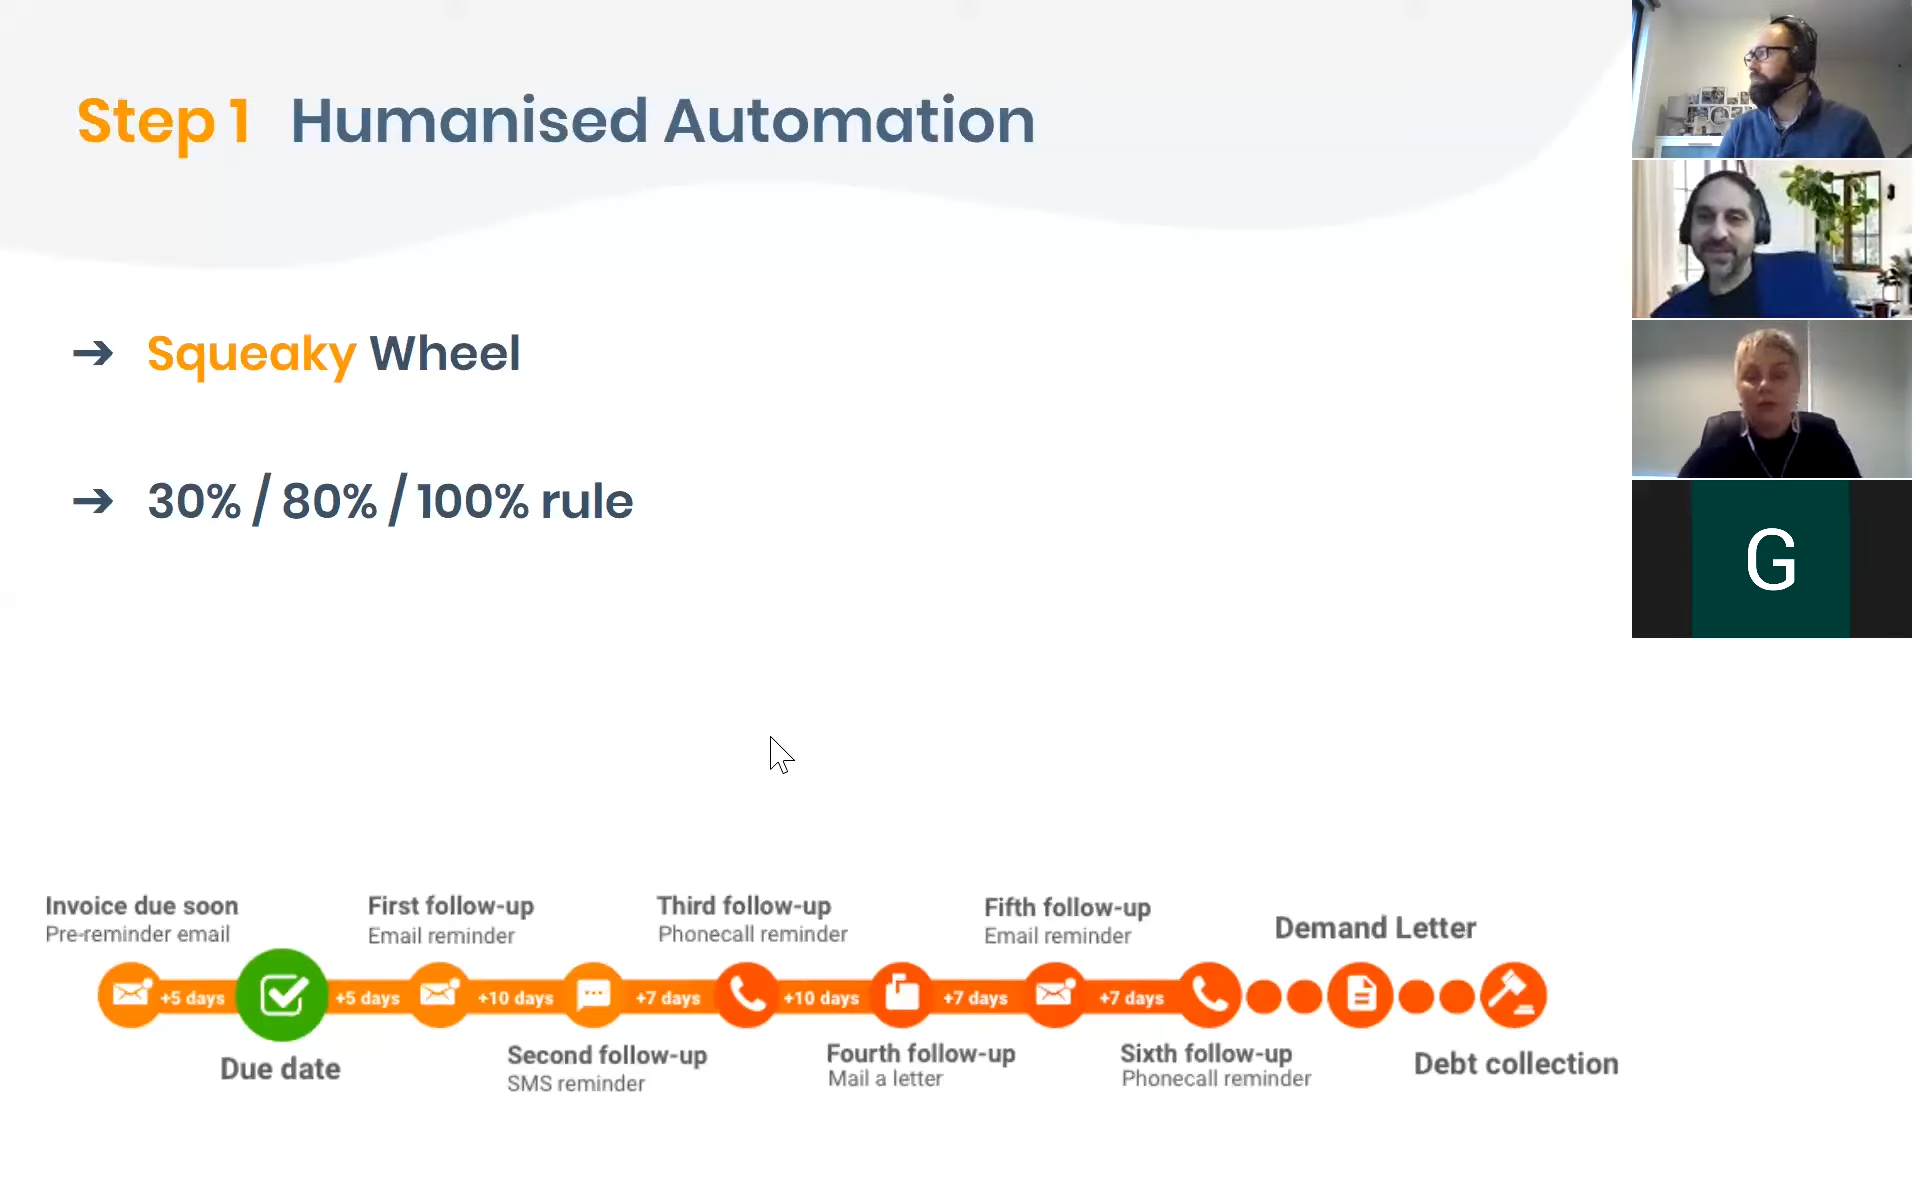 Step 1 Humanised Automation
Squeaky Wheel
30% / 80% / 100% rule
G
Invoice due soon
Pre-reminder email
First follow-up
Email reminder
Third follow-up
Phonecall reminder
Fifth follow-up
Email reminder
Demand Letter
+5 days
+5 days
+10 days
+7 days
+10 days
+7 days
+7 days
Due date
Second follow-up
SMS reminder
Fourth follow-up
Mail a letter
Sixth follow-up
Phonecall reminder
Debt collection